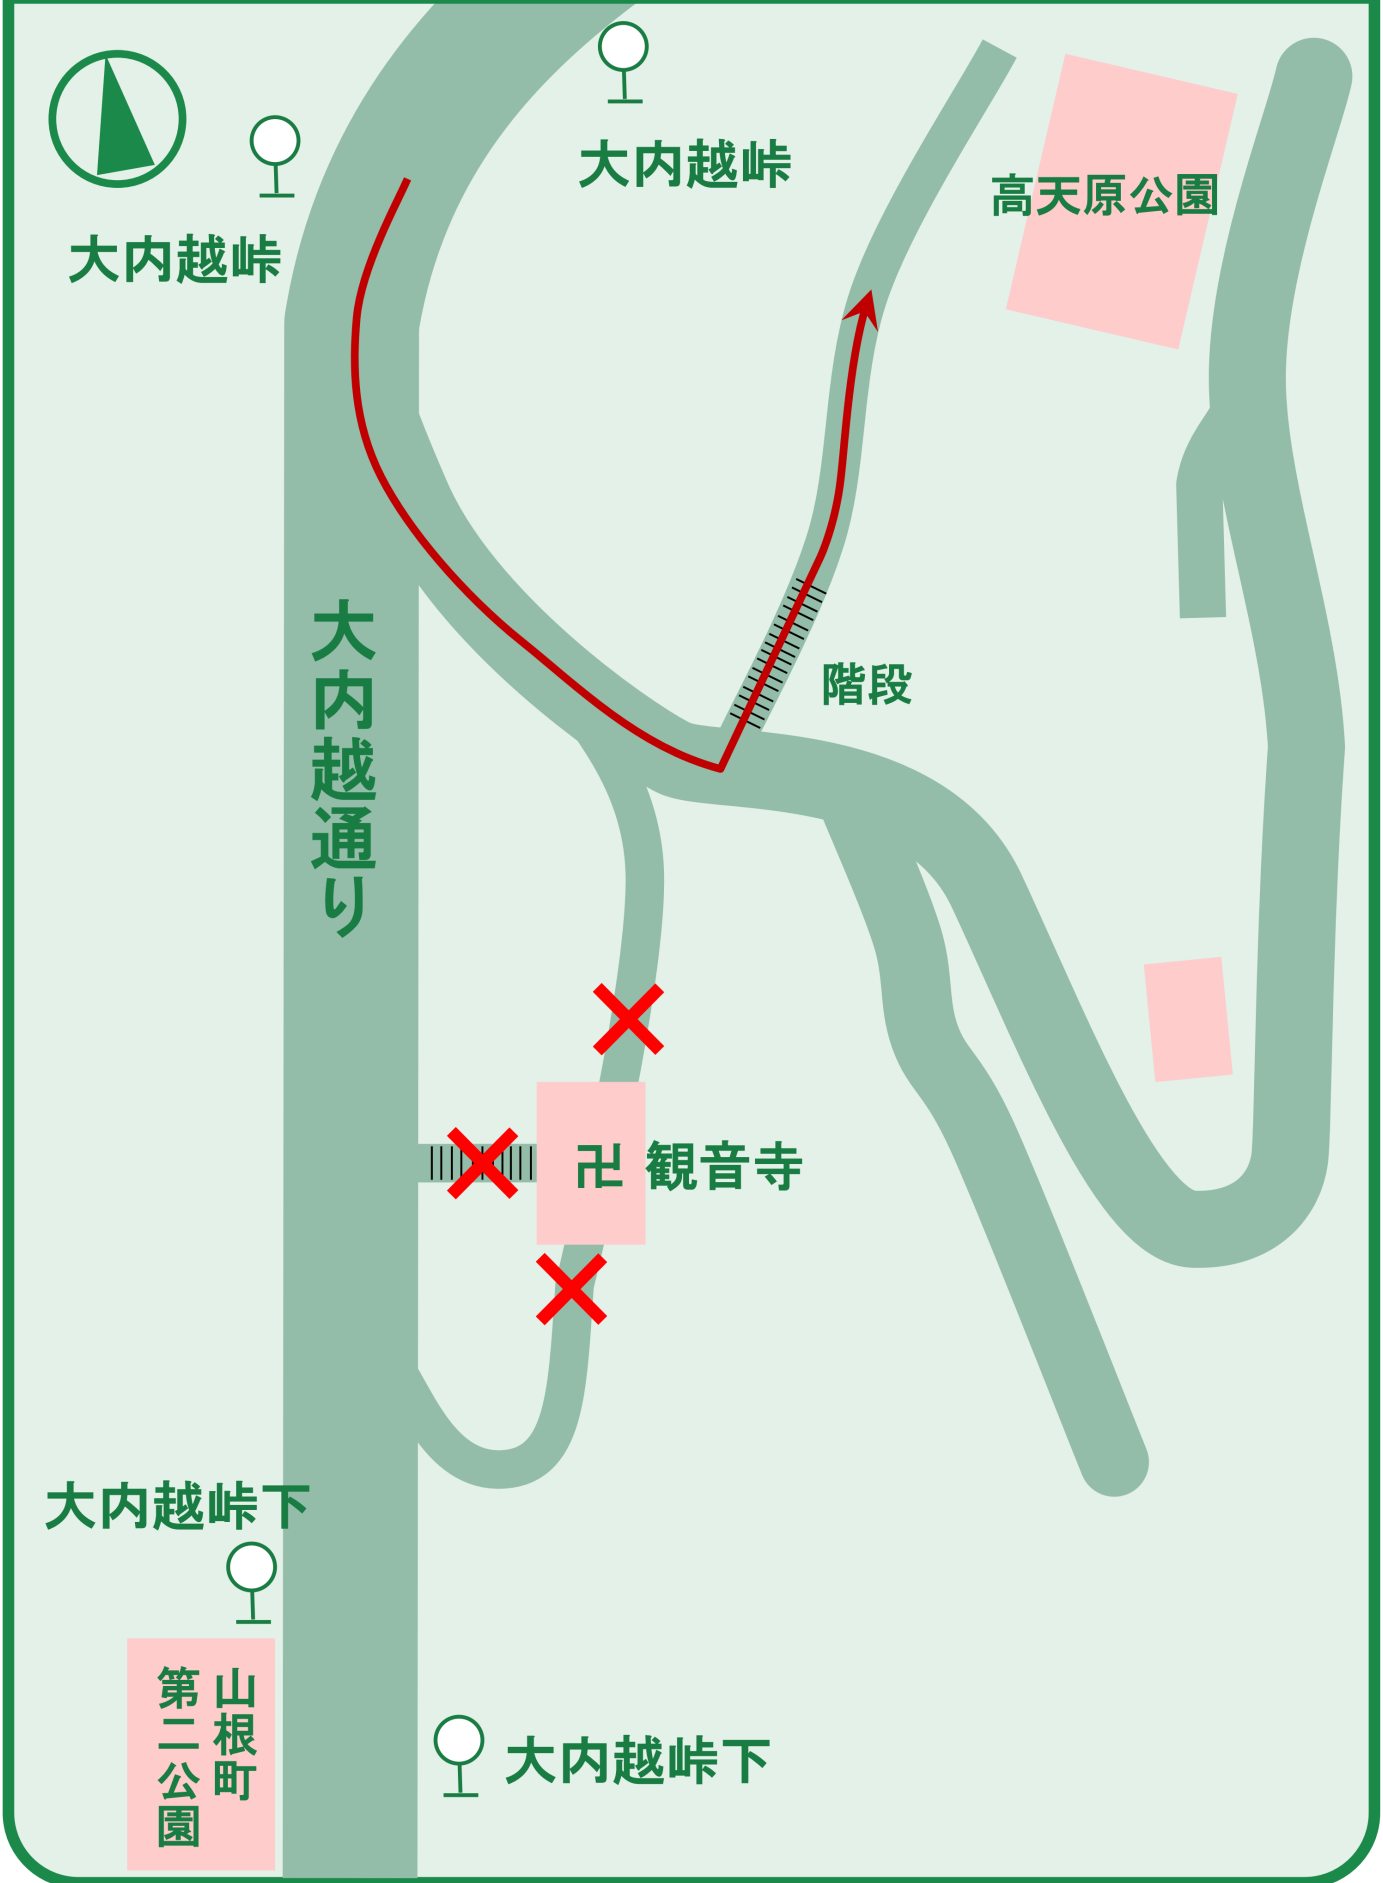 大内越峠
大内越峠
高天原公園
大内越通り
階段
卍 観音寺
大内越峠下
山根町
第二公園
大内越峠下